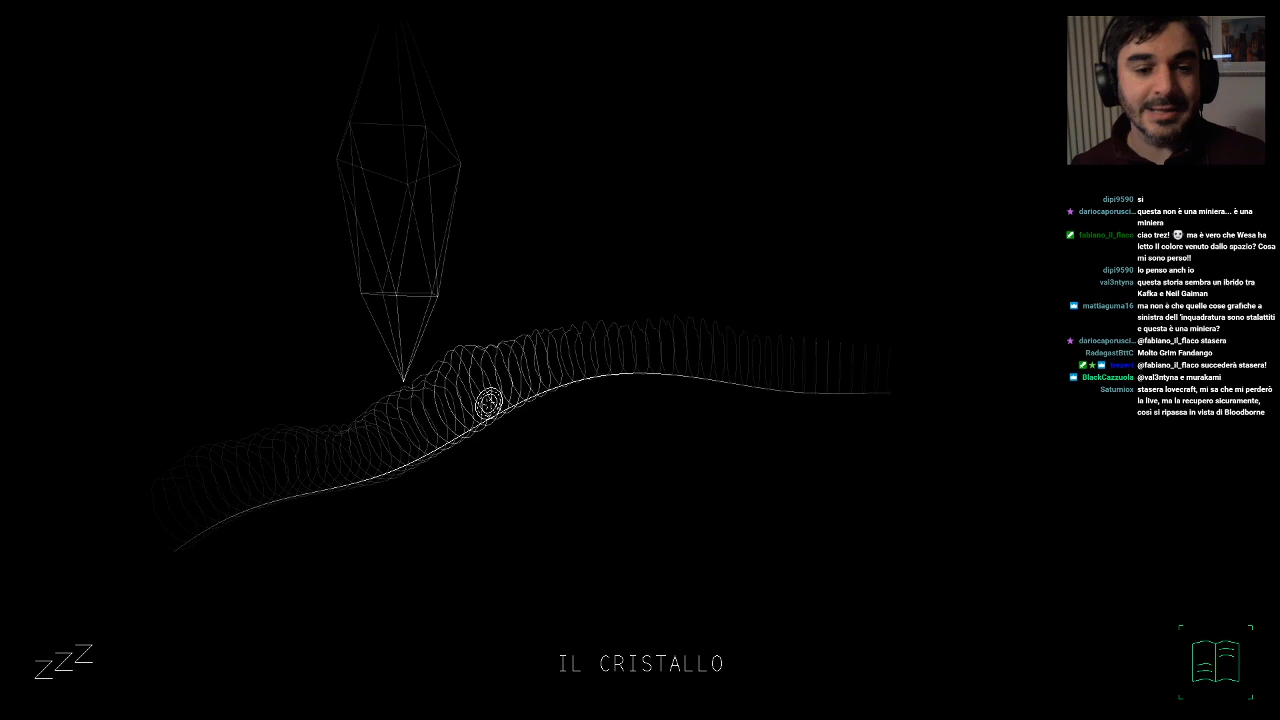 dipi9590 si
dariocaporusci... questa non è una miniera... è una
miniera
fabiano_il_flaco ciao trez! ma è vero che Wesa ha
letto Il colore venuto dallo spazio? Cosa
mi sono perso!!
dipi9590 lo penso anch io
val3ntyna questa storia sembra un ibrido tra
Kafka e Neil Gaiman
mattiaguma16 ma non è che quelle cose grafiche a
sinistra dell 'inquadratura sono stalattiti
e questa è una miniera?
dariocaporusci... @fabiano_il_flaco stasera
RadagastBttC Molto Grim Fandango
@fabiano_il_flaco succederà stasera!
BlackCazzuola @val3ntyna e murakami
Saturniox stasera lovecraft, mi sa che mi perderò
la live, ma la recupero sicuramente,
così si ripassa in vista di Bloodborne
ZZZ
IL CRISTALLO